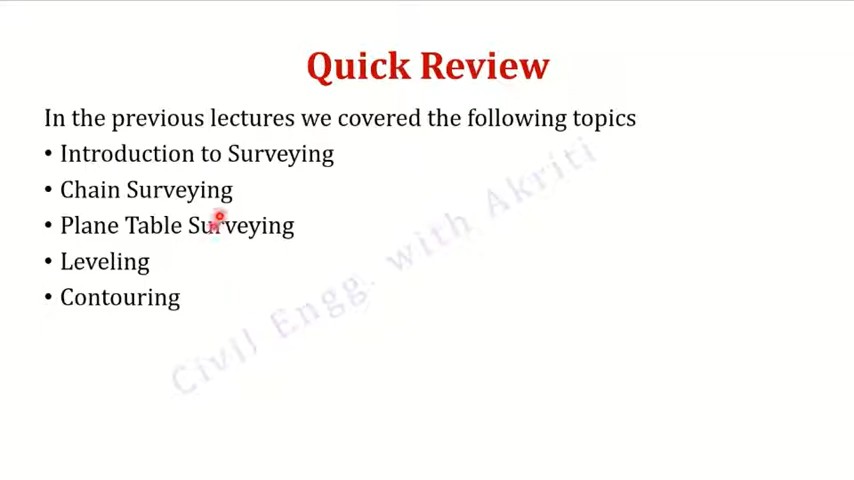 Quick Review
In the previous lectures we covered the following topics
• Introduction to Surveying
• Chain Surveying
• Plane Table Surveying
• Leveling
• Contouring
Civil Engg. with Akriti